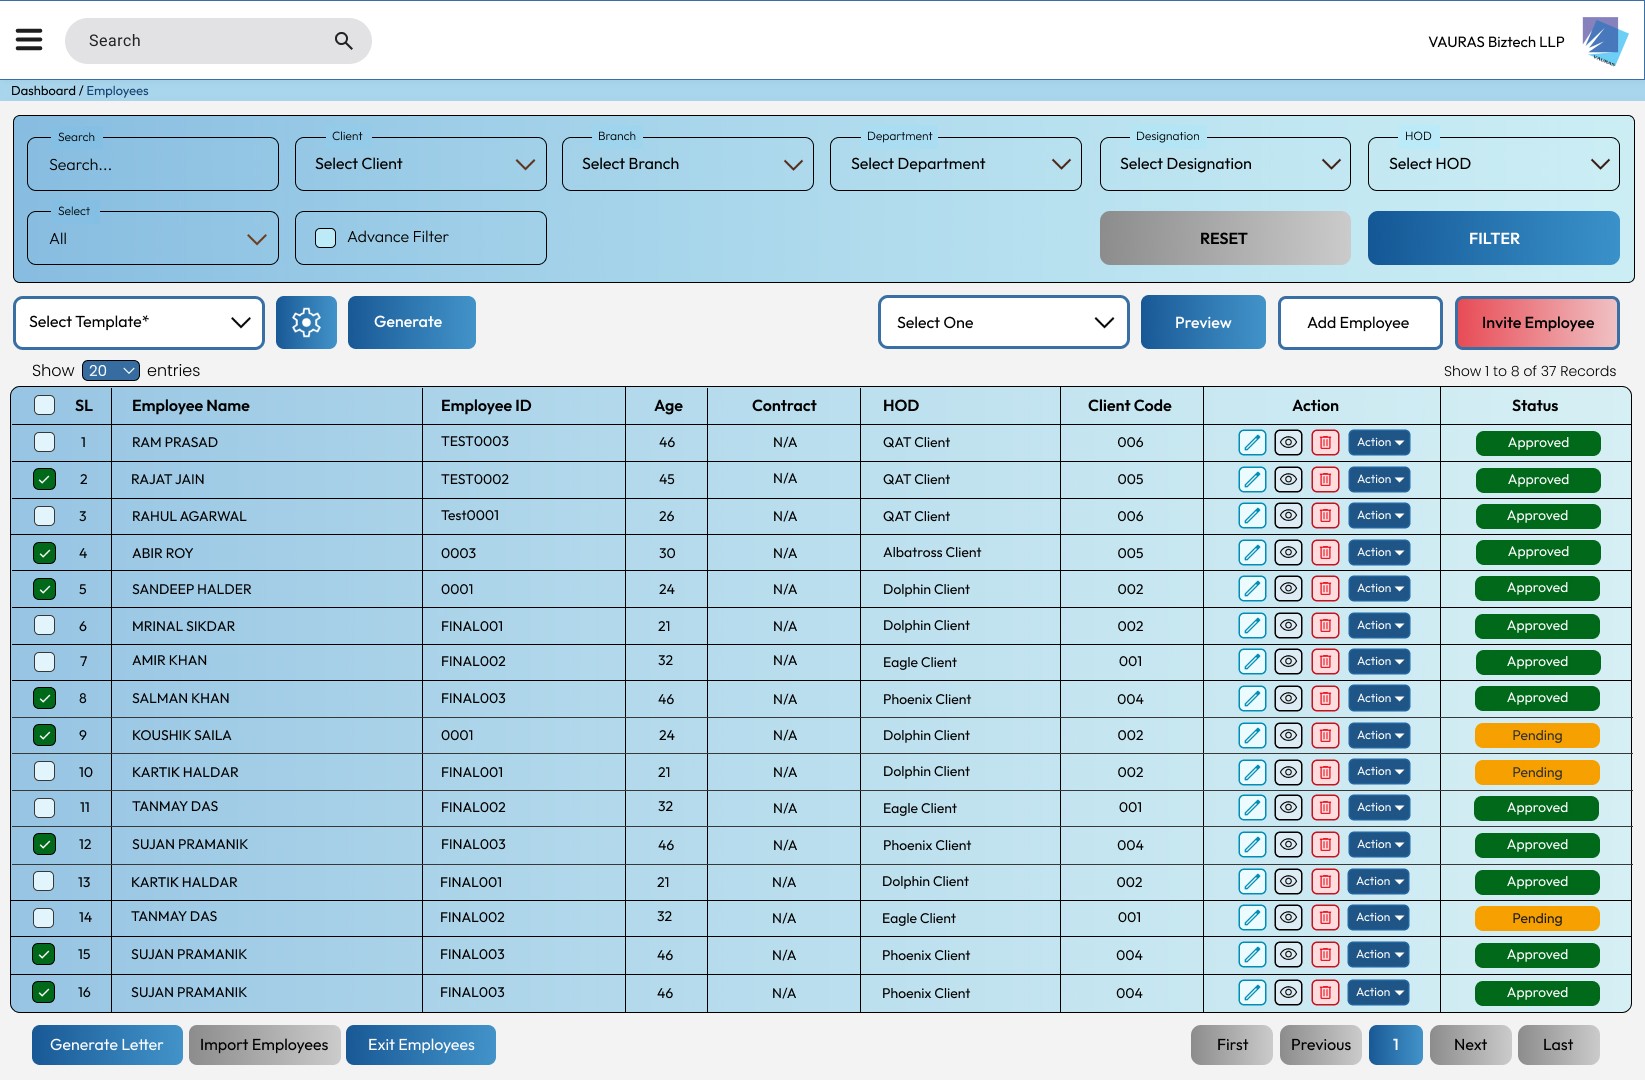 Search
VAURAS Biztech LLP
VAURAS
Dashboard / Employees
Search Client Branch Department Designation HOD
Search... Select Client Select Branch Select Department Select Designation Select HOD
Select
All Advance Filter RESET FILTER
Select Template* Generate Select One Preview Add Employee Invite Employee
Show 20 entries Show 1 to 8 of 37 Records
SL Employee Name Employee ID Age Contract HOD Client Code Action Status
1 RAM PRASAD TEST0003 46 N/A QAT Client 006 Action Approved
2 RAJAT JAIN TEST0002 45 N/A QAT Client 005 Action Approved
3 RAHUL AGARWAL Test0001 26 N/A QAT Client 006 Action Approved
4 ABIR ROY 0003 30 N/A Albatross Client 005 Action Approved
5 SANDEEP HALDER 0001 24 N/A Dolphin Client 002 Action Approved
6 MRINAL SIKDAR FINAL001 21 N/A Dolphin Client 002 Action Approved
7 AMIR KHAN FINAL002 32 N/A Eagle Client 001 Action Approved
8 SALMAN KHAN FINAL003 46 N/A Phoenix Client 004 Action Approved
9 KOUSHIK SAILA 0001 24 N/A Dolphin Client 002 Action Pending
10 KARTIK HALDAR FINAL001 21 N/A Dolphin Client 002 Action Pending
11 TANMAY DAS FINAL002 32 N/A Eagle Client 001 Action Approved
12 SUJAN PRAMANIK FINAL003 46 N/A Phoenix Client 004 Action Approved
13 KARTIK HALDAR FINAL001 21 N/A Dolphin Client 002 Action Approved
14 TANMAY DAS FINAL002 32 N/A Eagle Client 001 Action Pending
15 SUJAN PRAMANIK FINAL003 46 N/A Phoenix Client 004 Action Approved
16 SUJAN PRAMANIK FINAL003 46 N/A Phoenix Client 004 Action Approved
Generate Letter Import Employees Exit Employees First Previous 1 Next Last